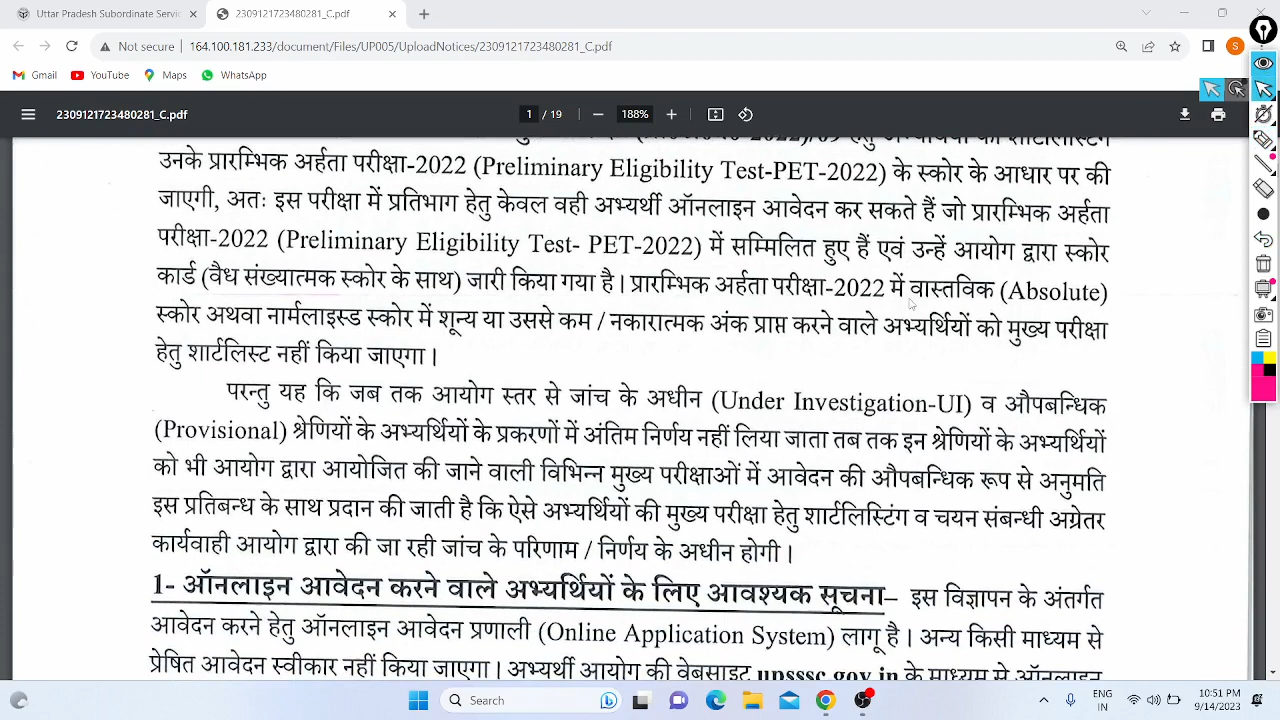 Uttar Pradesh Subordinate Servic
2309121723480281_C.pdf
Not secure
164.100.181.233/document/Files/UP005/UploadNotices/2309121723480281_C.pdf
S
Gmail
YouTube
Maps
WhatsApp
2309121723480281_C.pdf
1 / 19
188%
हेतु अभ्यर्थियों की शॉर्टलिस्टिंग
उनके प्रारम्भिक अर्हता परीक्षा-2022 (Preliminary Eligibility Test-PET-2022) के स्कोर के आधार पर की
जाएगी, अतः इस परीक्षा में प्रतिभाग हेतु केवल वही अभ्यर्थी ऑनलाइन आवेदन कर सकते हैं जो प्रारम्भिक अर्हता
परीक्षा-2022 (Preliminary Eligibility Test- PET-2022) में सम्मिलित हुए हैं एवं उन्हें आयोग द्वारा स्कोर
कार्ड (वैध संख्यात्मक स्कोर के साथ) जारी किया गया है। प्रारम्भिक अर्हता परीक्षा-2022 में वास्तविक (Absolute)
स्कोर अथवा नार्मलाइस्ड स्कोर में शून्य या उससे कम / नकारात्मक अंक प्राप्त करने वाले अभ्यर्थियों को मुख्य परीक्षा
हेतु शार्टलिस्ट नहीं किया जाएगा।
परन्तु यह कि जब तक आयोग स्तर से जांच के अधीन (Under Investigation-UI) व औपबन्धिक
(Provisional) श्रेणियों के अभ्यर्थियों के प्रकरणों में अंतिम निर्णय नहीं लिया जाता तब तक इन श्रेणियों के अभ्यर्थियों
को भी आयोग द्वारा आयोजित की जाने वाली विभिन्न मुख्य परीक्षाओं में आवेदन की औपबन्धिक रूप से अनुमति
इस प्रतिबन्ध के साथ प्रदान की जाती है कि ऐसे अभ्यर्थियों की मुख्य परीक्षा हेतु शार्टलिस्टिंग व चयन संबन्धी अग्रेतर
कार्यवाही आयोग द्वारा की जा रही जांच के परिणाम / निर्णय के अधीन होगी।
1- ऑनलाइन आवेदन करने वाले अभ्यर्थियों के लिए आवश्यक सूचना– इस विज्ञापन के अंतर्गत
आवेदन करने हेतु ऑनलाइन आवेदन प्रणाली (Online Application System) लागू है। अन्य किसी माध्यम से
प्रेषित आवेदन स्वीकार नहीं किया जाएगा। अभ्यर्थी आयोग की वेबसाइट upsssc.gov.in के माध्यम से ऑनलाइन
Search
ENG
IN
10:51 PM
9/14/2023